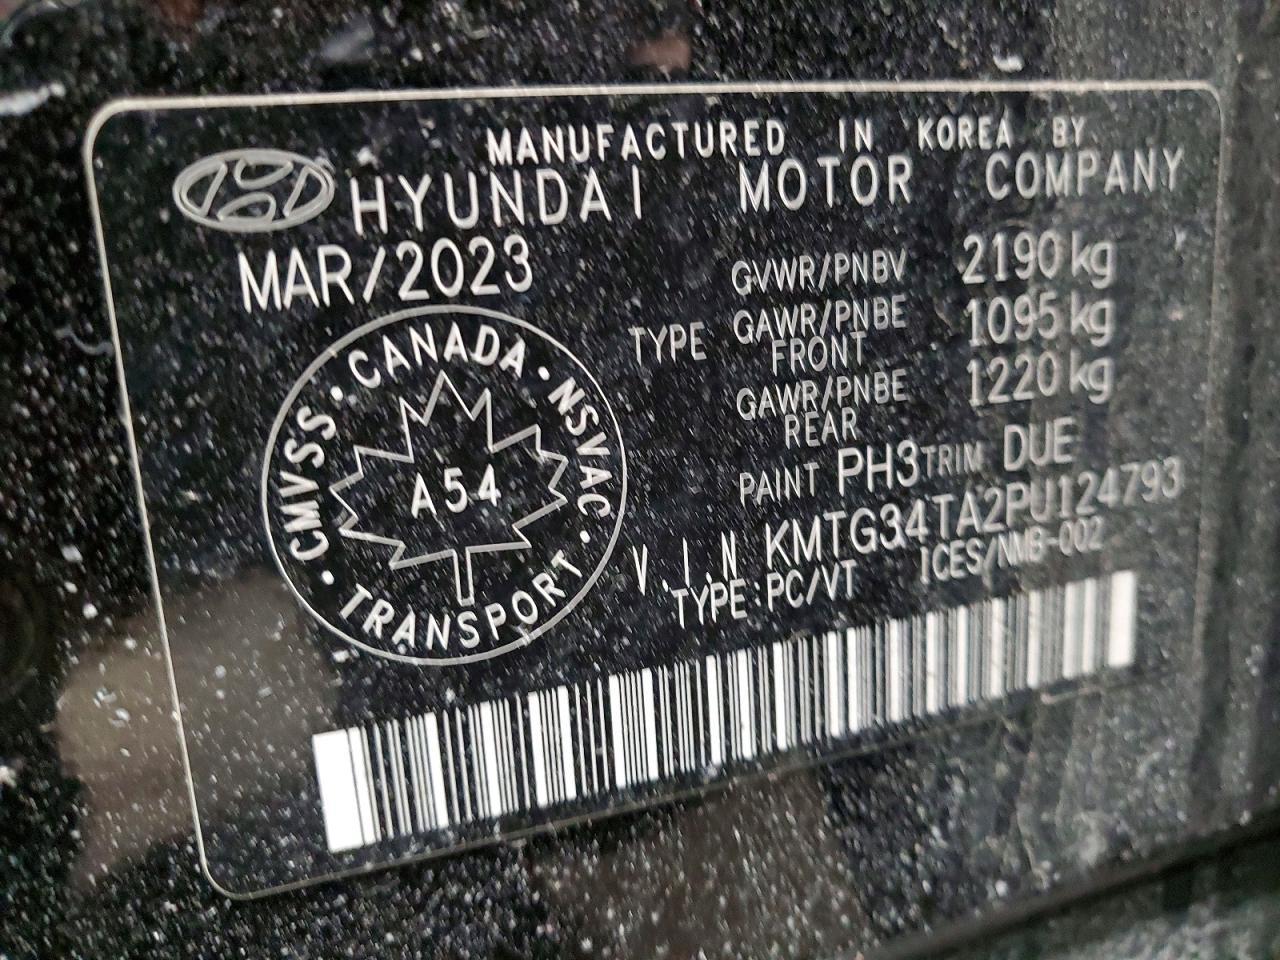 MANUFACTURED IN KOREA BY
HYUNDAI MOTOR COMPANY
MAR/2023
GVWR/PNBV 2190 kg
TYPE GAWR/PNBE FRONT 1095 kg
GAWR/PNBE REAR 1220 kg
PAINT PH3 TRIM DUE
V.I.N KMTG34TA2PU124793
TYPE: PC/VT ICES/NMB-002
CMVSS · CANADA · NSVAC · TRANSPORT ·
A54